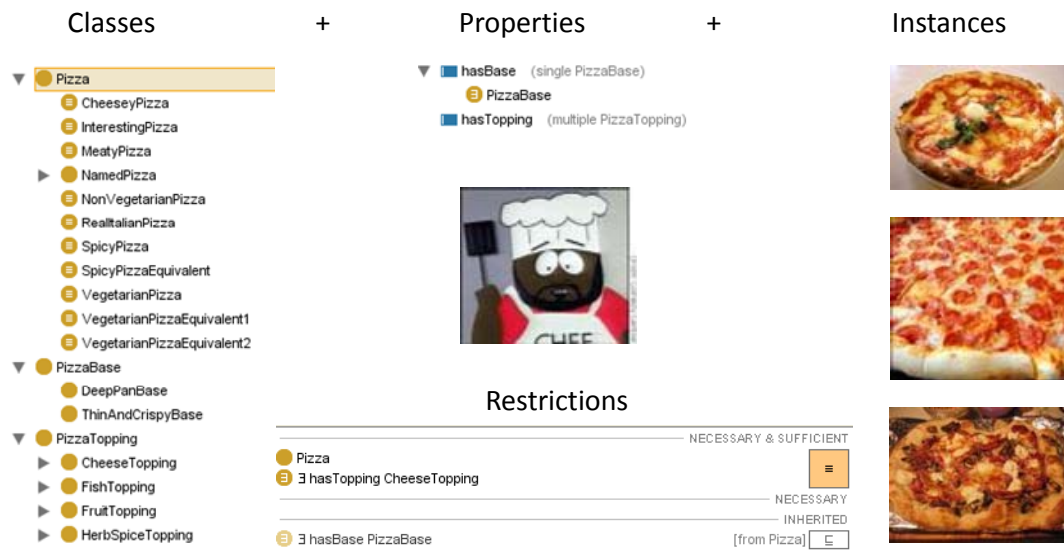 Classes + Properties + Instances
Pizza
CheeseyPizza
InterestingPizza
MeatyPizza
NamedPizza
NonVegetarianPizza
RealItalianPizza
SpicyPizza
SpicyPizzaEquivalent
VegetarianPizza
VegetarianPizzaEquivalent1
VegetarianPizzaEquivalent2
PizzaBase
DeepPanBase
ThinAndCrispyBase
PizzaTopping
CheeseTopping
FishTopping
FruitTopping
HerbSpiceTopping
hasBase (single PizzaBase)
∃ PizzaBase
hasTopping (multiple PizzaTopping)
CHEF
Restrictions
NECESSARY & SUFFICIENT
Pizza
∃ ∃ hasTopping CheeseTopping
≡
NECESSARY
INHERITED
∃ ∃ hasBase PizzaBase [from Pizza] ⊑